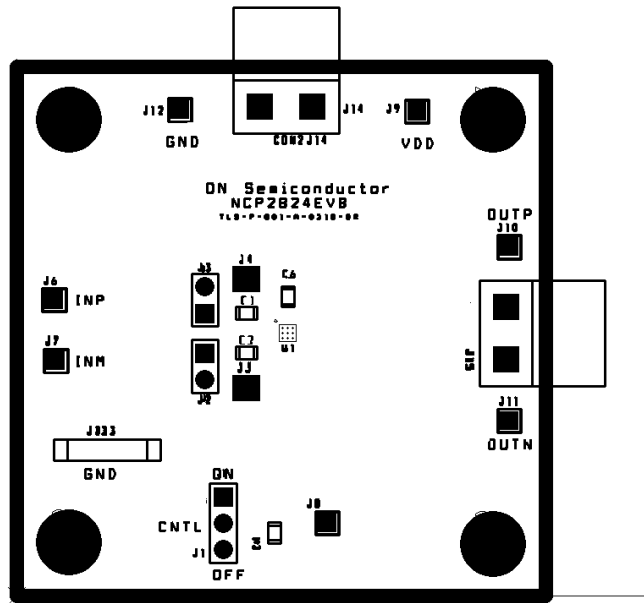 J12
J14
J9
GND
CON2J14
VDD
ON Semiconductor
NCP2824EVB
OUTP
J10
J4
C6
J6
INP
C1
J7
INM
C2
U1
J3
J2
J11
OUTN
J333
GND
ON
J8
CNTL
J1
OFF